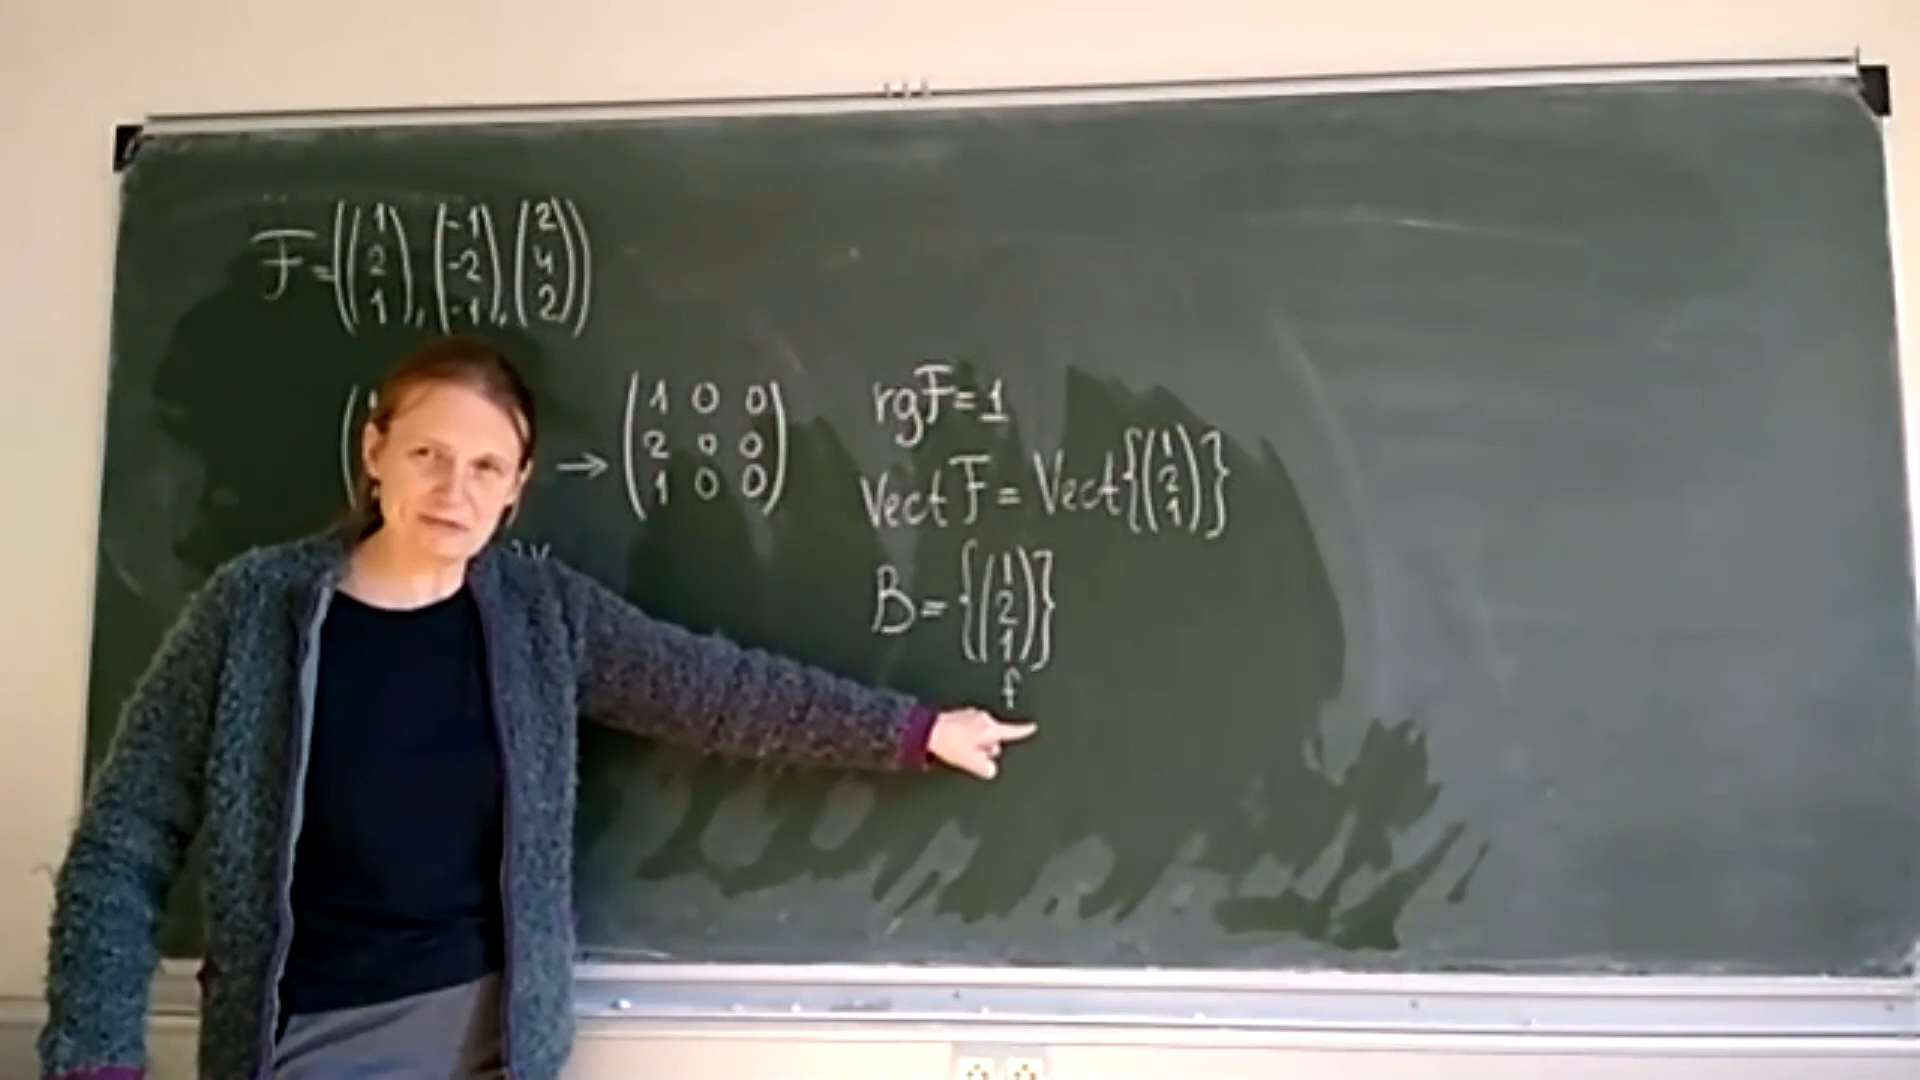 F = ((1 2 1), (-1 -2 -1), (2 4 2))
→ (1 0 0
2 0 0
1 0 0)
rgF = 1
Vect F = Vect{(1 2 1)}
B = {(1 2 1)}
f